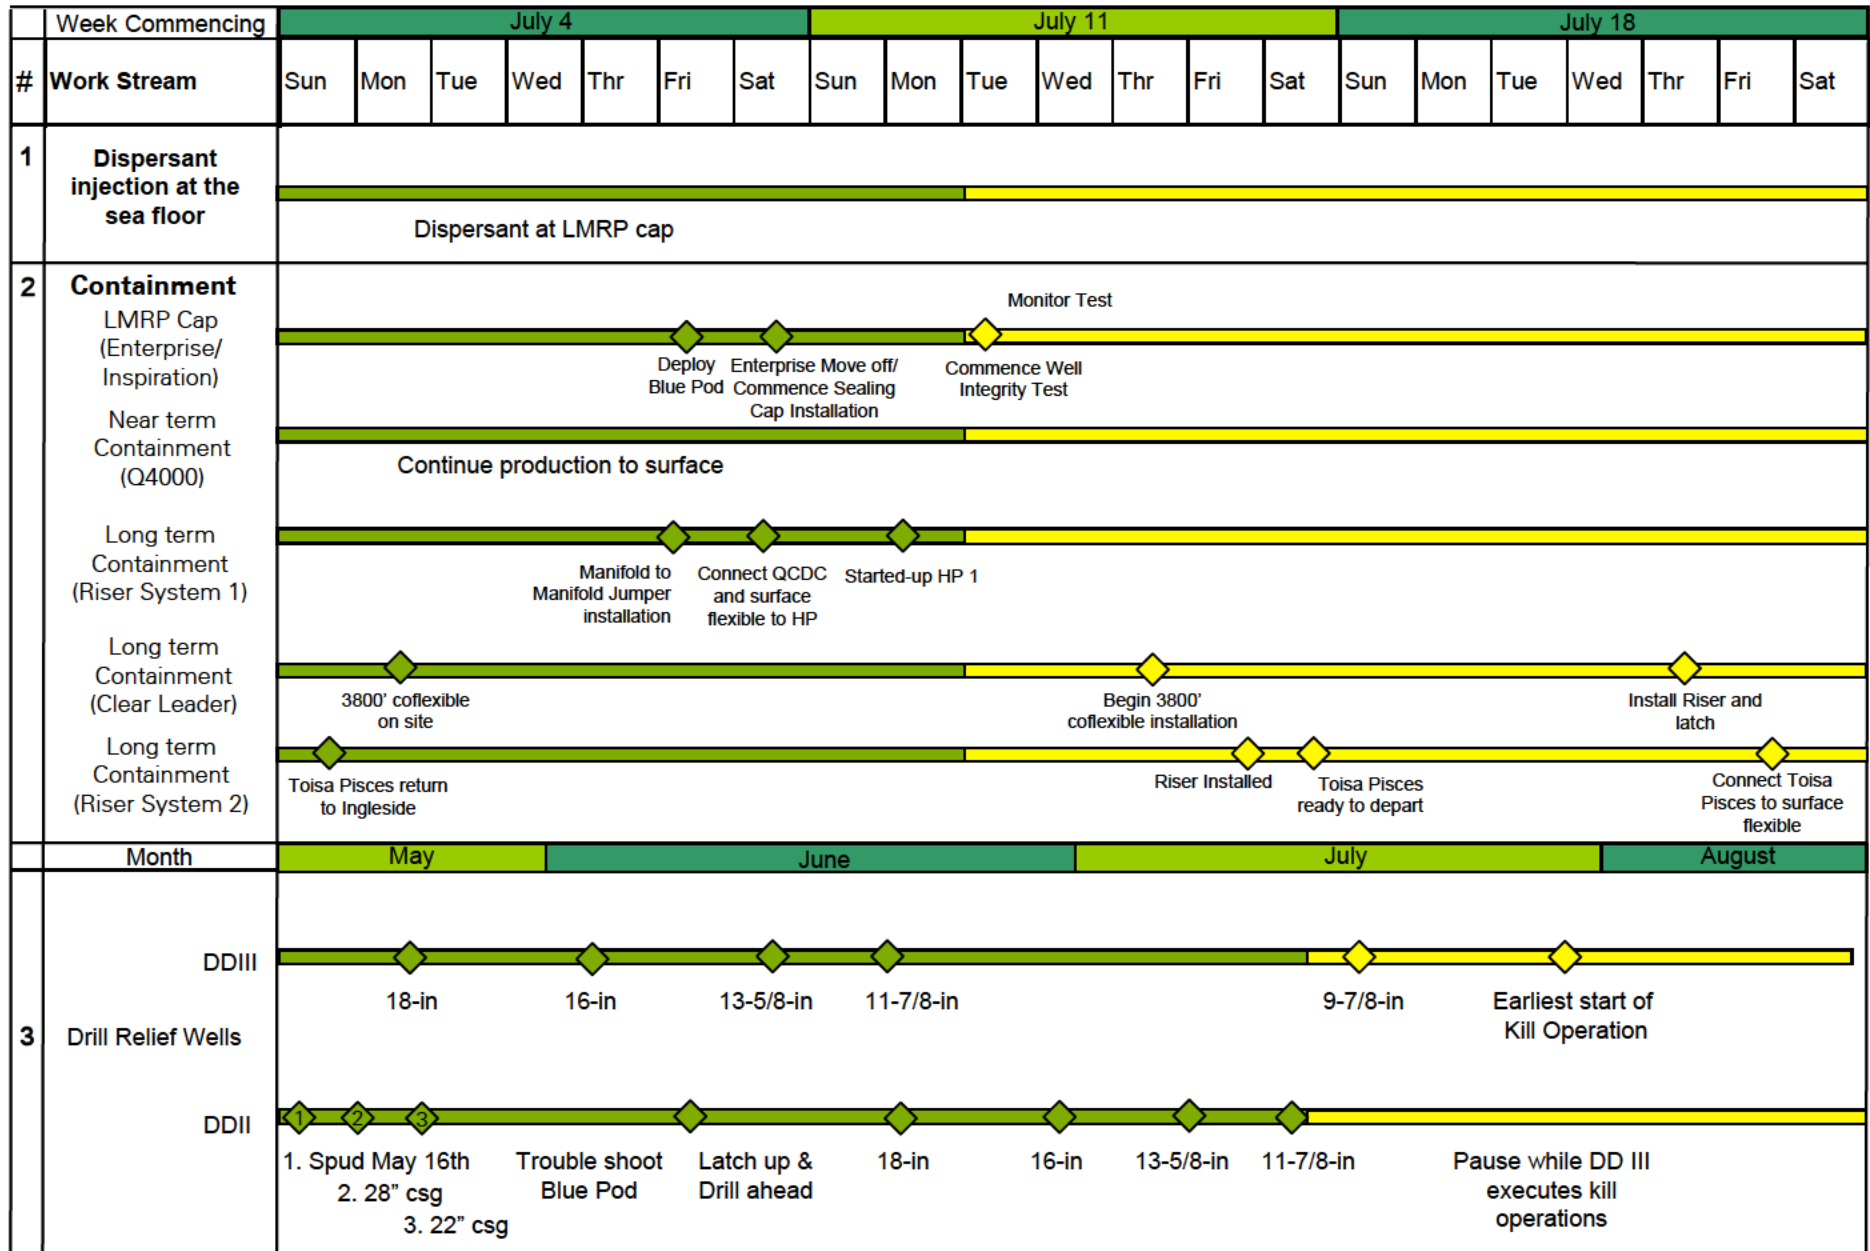 Week Commencing July 4 July 11 July 18
# Work Stream Sun Mon Tue Wed Thr Fri Sat Sun Mon Tue Wed Thr Fri Sat Sun Mon Tue Wed Thr Fri Sat
1 Dispersant
injection at the
sea floor
Dispersant at LMRP cap
2 Containment
LMRP Cap
(Enterprise/
Inspiration)
Monitor Test
Deploy
Blue Pod
Enterprise Move off/
Commence Sealing
Cap Installation
Commence Well
Integrity Test
Near term
Containment
(Q4000)
Continue production to surface
Long term
Containment
(Riser System 1)
Manifold to
Manifold Jumper
installation
Connect QCDC
and surface
flexible to HP
Started-up HP 1
Long term
Containment
(Clear Leader)
3800' coflexible
on site
Begin 3800'
coflexible installation
Install Riser and
latch
Long term
Containment
(Riser System 2)
Toisa Pisces return
to Ingleside
Riser Installed
Toisa Pisces
ready to depart
Connect Toisa
Pisces to surface
flexible
Month May June July August
3 Drill Relief Wells
DDIII
18-in 16-in 13-5/8-in 11-7/8-in 9-7/8-in
Earliest start of
Kill Operation
DDII
1 2 3
1. Spud May 16th
2. 28" csg
3. 22" csg
Trouble shoot
Blue Pod
Latch up &
Drill ahead
18-in 16-in 13-5/8-in 11-7/8-in
Pause while DD III
executes kill
operations